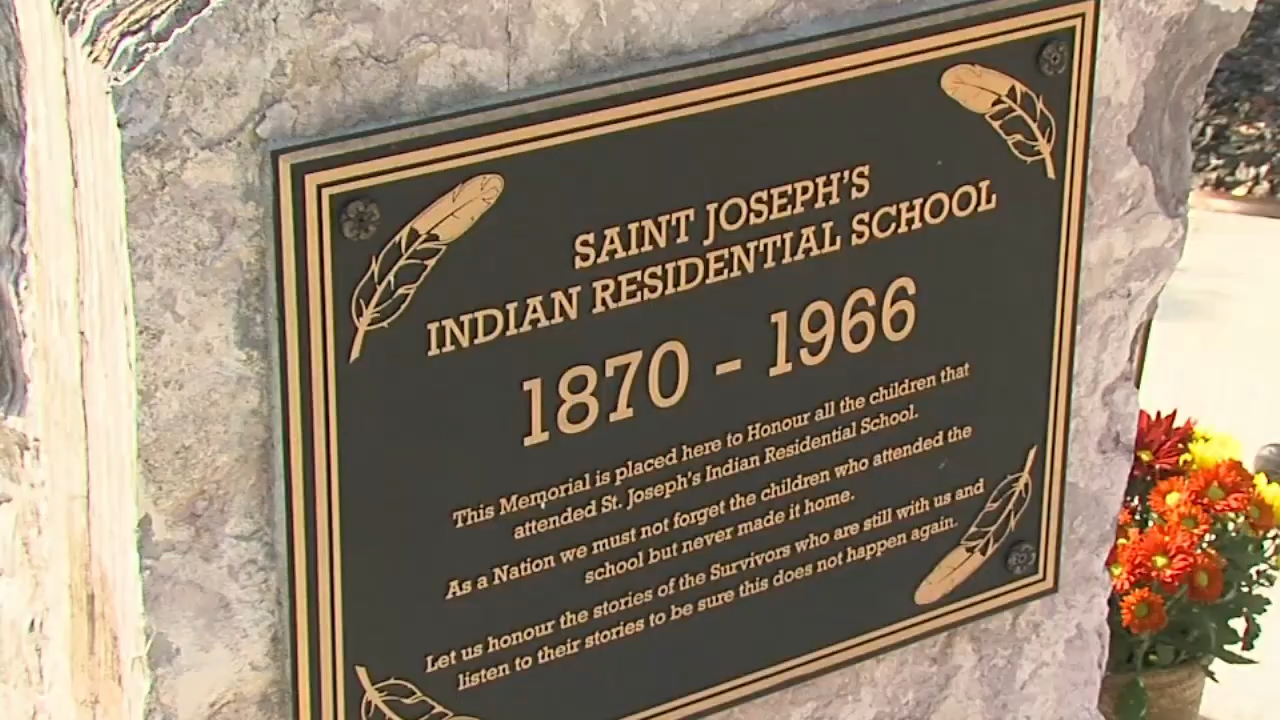 SAINT JOSEPH'S
INDIAN RESIDENTIAL SCHOOL
1870 - 1966
This Memorial is placed here to Honour all the children that
attended St. Joseph's Indian Residential School.
As a Nation we must not forget the children who attended the
school but never made it home.
Let us honour the stories of the Survivors who are still with us and
listen to their stories to be sure this does not happen again.